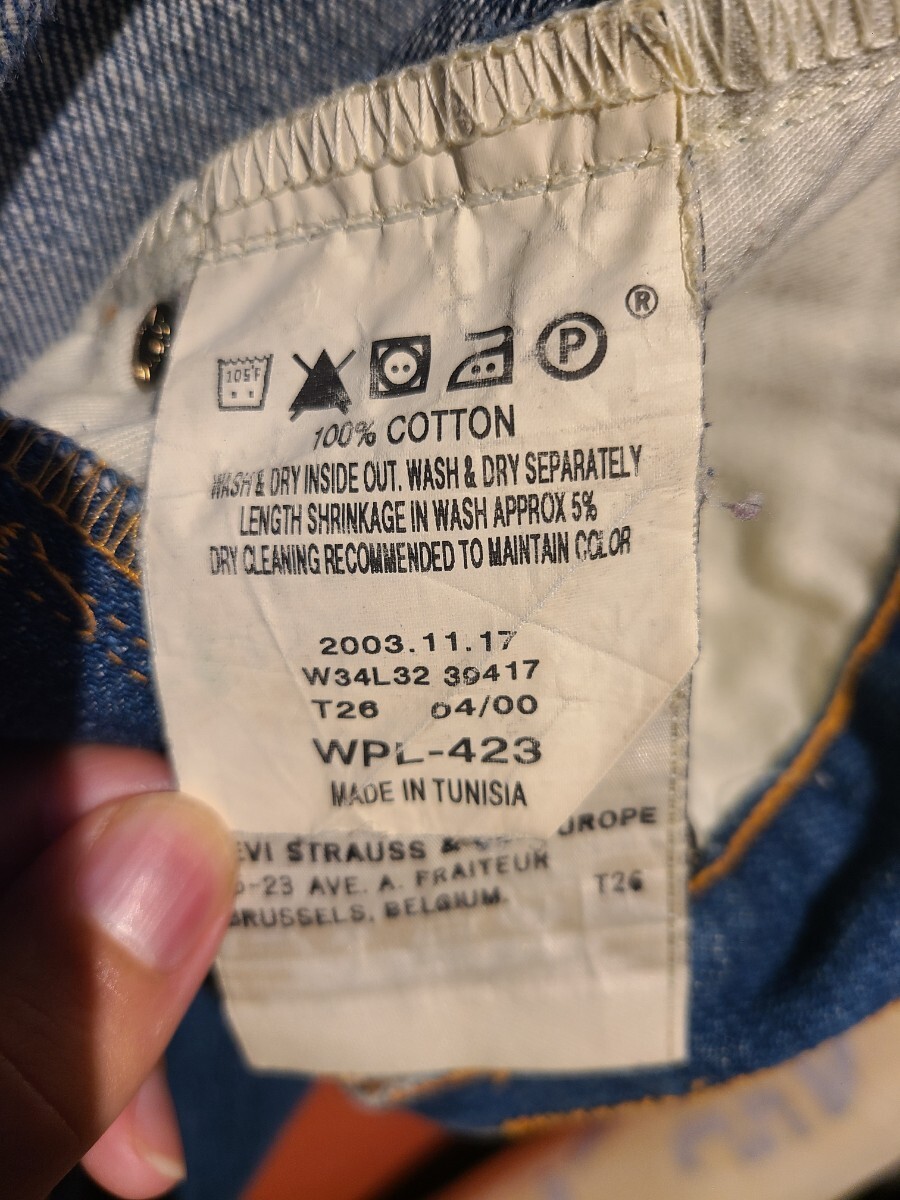 ®
105°F
P
100% COTTON
WASH & DRY INSIDE OUT. WASH & DRY SEPARATELY
LENGTH SHRINKAGE IN WASH APPROX 5%
DRY CLEANING RECOMMENDED TO MAINTAIN COLOR
2003.11.17
W34L32 39417
T26 04/00
WPL-423
MADE IN TUNISIA
EVI STRAUSS & UROPE
-23 AVE. A. FRAITEUR
BRUSSELS, BELGIUM. T26